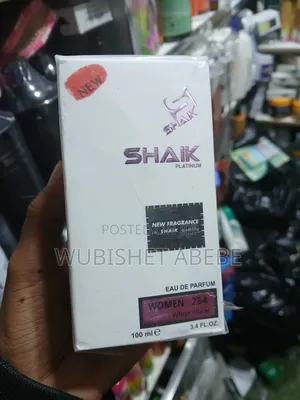 NEW
SHAIK
SHAIK
PLATINUM
NEW FRAGRANCE
SHAIK
POSTED
WUBISHET ABEBE
EAU DE PARFUM
WOMEN 234
100 ml e
3.4 FL.OZ.